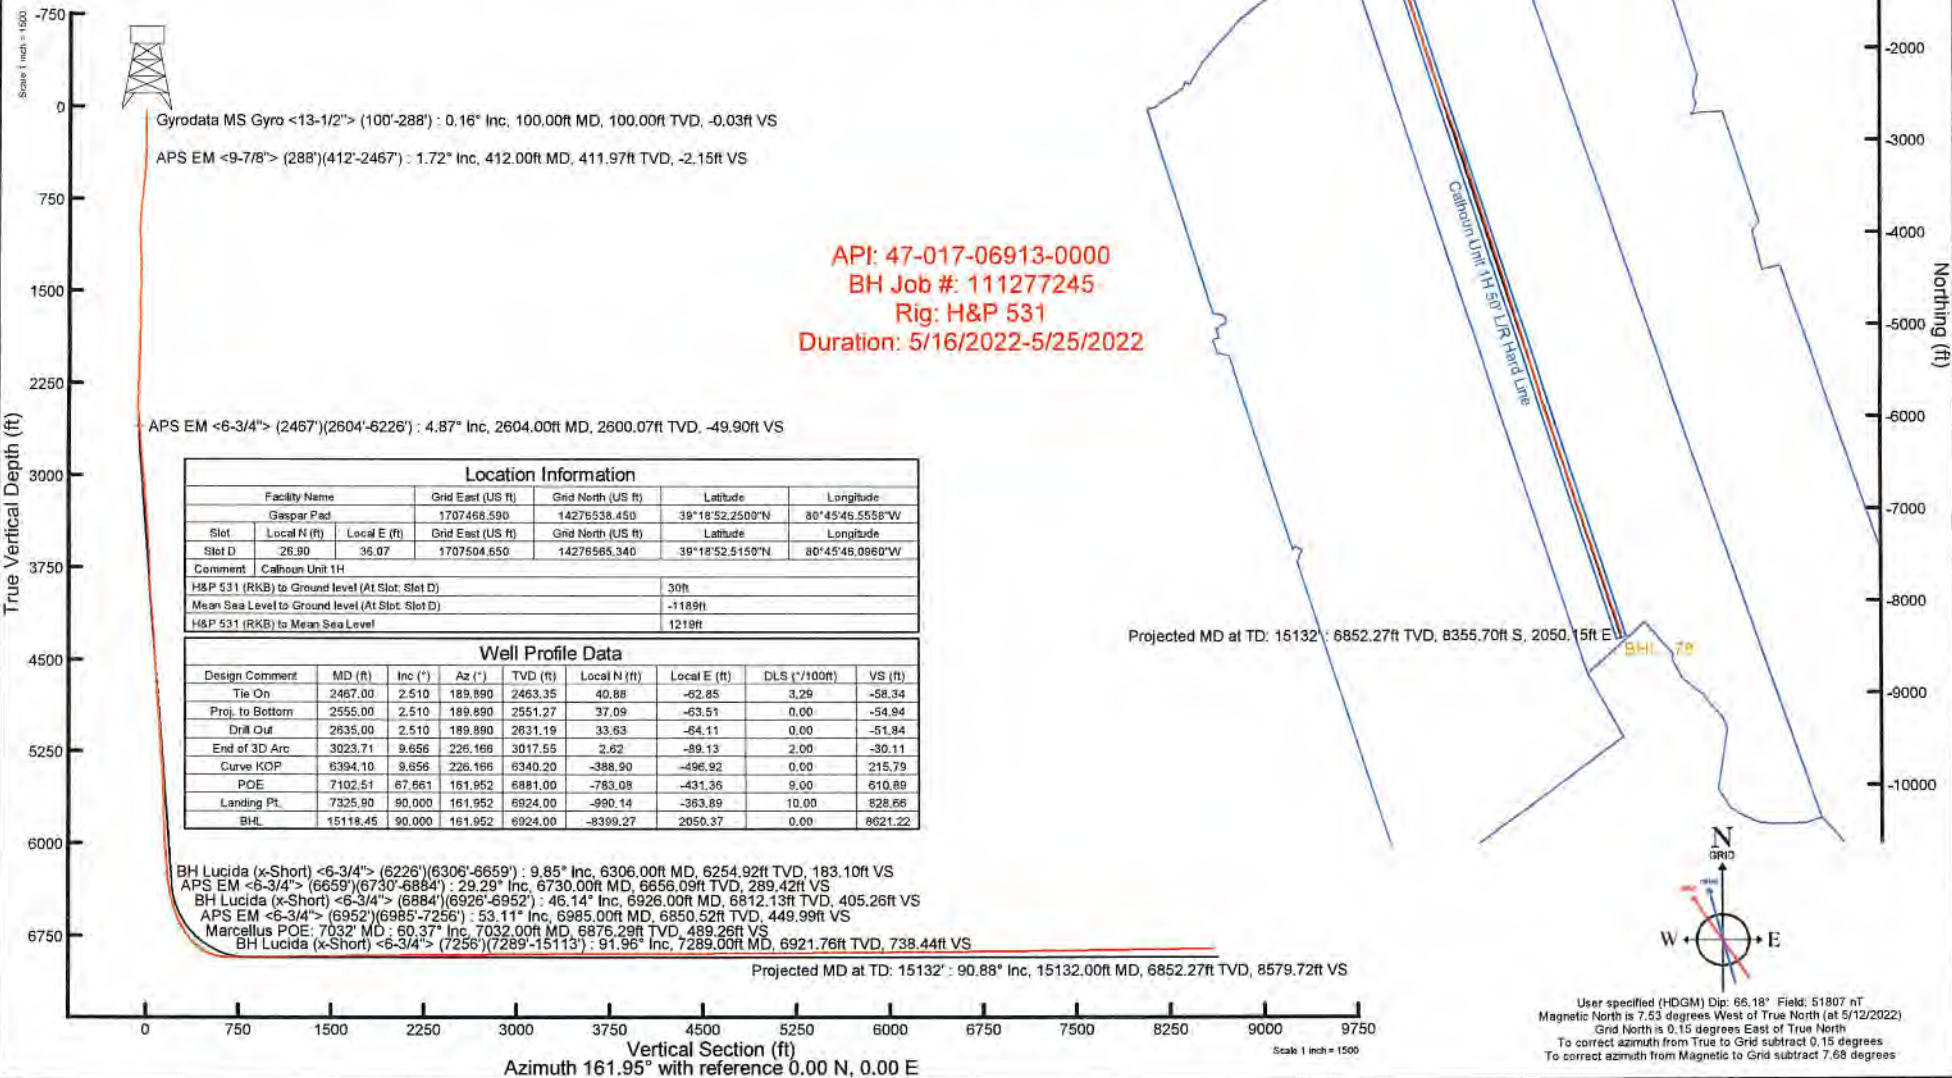 Scale 1 inch = 1500
-750
0
750
1500
2250
3000
3750
4500
5250
6000
6750
True Vertical Depth (ft)
Gyrodata MS Gyro <13-1/2"> (100'-288') : 0.16° Inc, 100.00ft MD, 100.00ft TVD, -0.03ft VS
APS EM <9-7/8"> (288')(412'-2467') : 1.72° Inc, 412.00ft MD, 411.97ft TVD, -2.15ft VS
API: 47-017-06913-0000
BH Job #: 111277245
Rig: H&P 531
Duration: 5/16/2022-5/25/2022
APS EM <6-3/4"> (2467')(2604'-6226') : 4.87° Inc, 2604.00ft MD, 2600.07ft TVD, -49.90ft VS
Location Information
Facility Name Grid East (US ft) Grid North (US ft) Latitude Longitude
Gaspar Pad 1707468.590 14276538.450 39°18'52.2500"N 80°45'46.5558"W
Slot Local N (ft) Local E (ft) Grid East (US ft) Grid North (US ft) Latitude Longitude
Slot D 26.90 36.07 1707504.650 14276565.340 39°18'52.5150"N 80°45'46.0960"W
Comment Calhoun Unit 1H
H&P 531 (RKB) to Ground level (At Slot: Slot D) 30ft
Mean Sea Level to Ground level (At Slot: Slot D) -1189ft
H&P 531 (RKB) to Mean Sea Level 1219ft
Well Profile Data
Design Comment MD (ft) Inc (°) Az (°) TVD (ft) Local N (ft) Local E (ft) DLS (°/100ft) VS (ft)
Tie On 2467.00 2.510 189.890 2463.35 40.88 -62.85 3.29 -58.34
Proj. to Bottom 2555.00 2.510 189.890 2551.27 37.09 -63.51 0.00 -54.94
Drill Out 2635.00 2.510 189.890 2631.19 33.63 -64.11 0.00 -51.84
End of 3D Arc 3023.71 9.656 226.166 3017.55 2.62 -89.13 2.00 -30.11
Curve KOP 6394.10 9.656 226.166 6340.20 -388.90 -496.92 0.00 215.79
POE 7102.51 67.661 161.952 6881.00 -783.08 -431.36 9.00 610.89
Landing Pt. 7325.90 90.000 161.952 6924.00 -990.14 -363.89 10.00 828.66
BHL 15118.45 90.000 161.952 6924.00 -8399.27 2050.37 0.00 8621.22
BH Lucida (x-Short) <6-3/4"> (6226')(6306'-6659') : 9.85° Inc, 6306.00ft MD, 6254.92ft TVD, 183.10ft VS
APS EM <6-3/4"> (6659')(6730'-6884') : 29.29° Inc, 6730.00ft MD, 6656.09ft TVD, 289.42ft VS
BH Lucida (x-Short) <6-3/4"> (6884')(6926'-6952') : 46.14° Inc, 6926.00ft MD, 6812.13ft TVD, 405.26ft VS
APS EM <6-3/4"> (6952')(6985'-7256') : 53.11° Inc, 6985.00ft MD, 6850.52ft TVD, 449.99ft VS
Marcellus POE: 7032' MD : 60.37° Inc, 7032.00ft MD, 6876.29ft TVD, 489.26ft VS
BH Lucida (x-Short) <6-3/4"> (7256')(7289'-15113') : 91.96° Inc, 7289.00ft MD, 6921.76ft TVD, 738.44ft VS
Projected MD at TD: 15132' : 90.88° Inc, 15132.00ft MD, 6852.27ft TVD, 8579.72ft VS
0 750 1500 2250 3000 3750 4500 5250 6000 6750 7500 8250 9000 9750
Vertical Section (ft)
Scale 1 inch = 1500
Azimuth 161.95° with reference 0.00 N, 0.00 E
Calhoun Unit 1H 50' L/R Hard Line
Projected MD at TD: 15132' : 6852.27ft TVD, 8355.70ft S, 2050.15ft E
BHL 78
-2000
-3000
-4000
-5000
-6000
-7000
-8000
-9000
-10000
Northing (ft)
N
GRID
W E
User specified (HDGM) Dip: 66.18° Field: 51807 nT
Magnetic North is 7.53 degrees West of True North (at 5/12/2022)
Grid North is 0.15 degrees East of True North
To correct azimuth from True to Grid subtract 0.15 degrees
To correct azimuth from Magnetic to Grid subtract 7.68 degrees